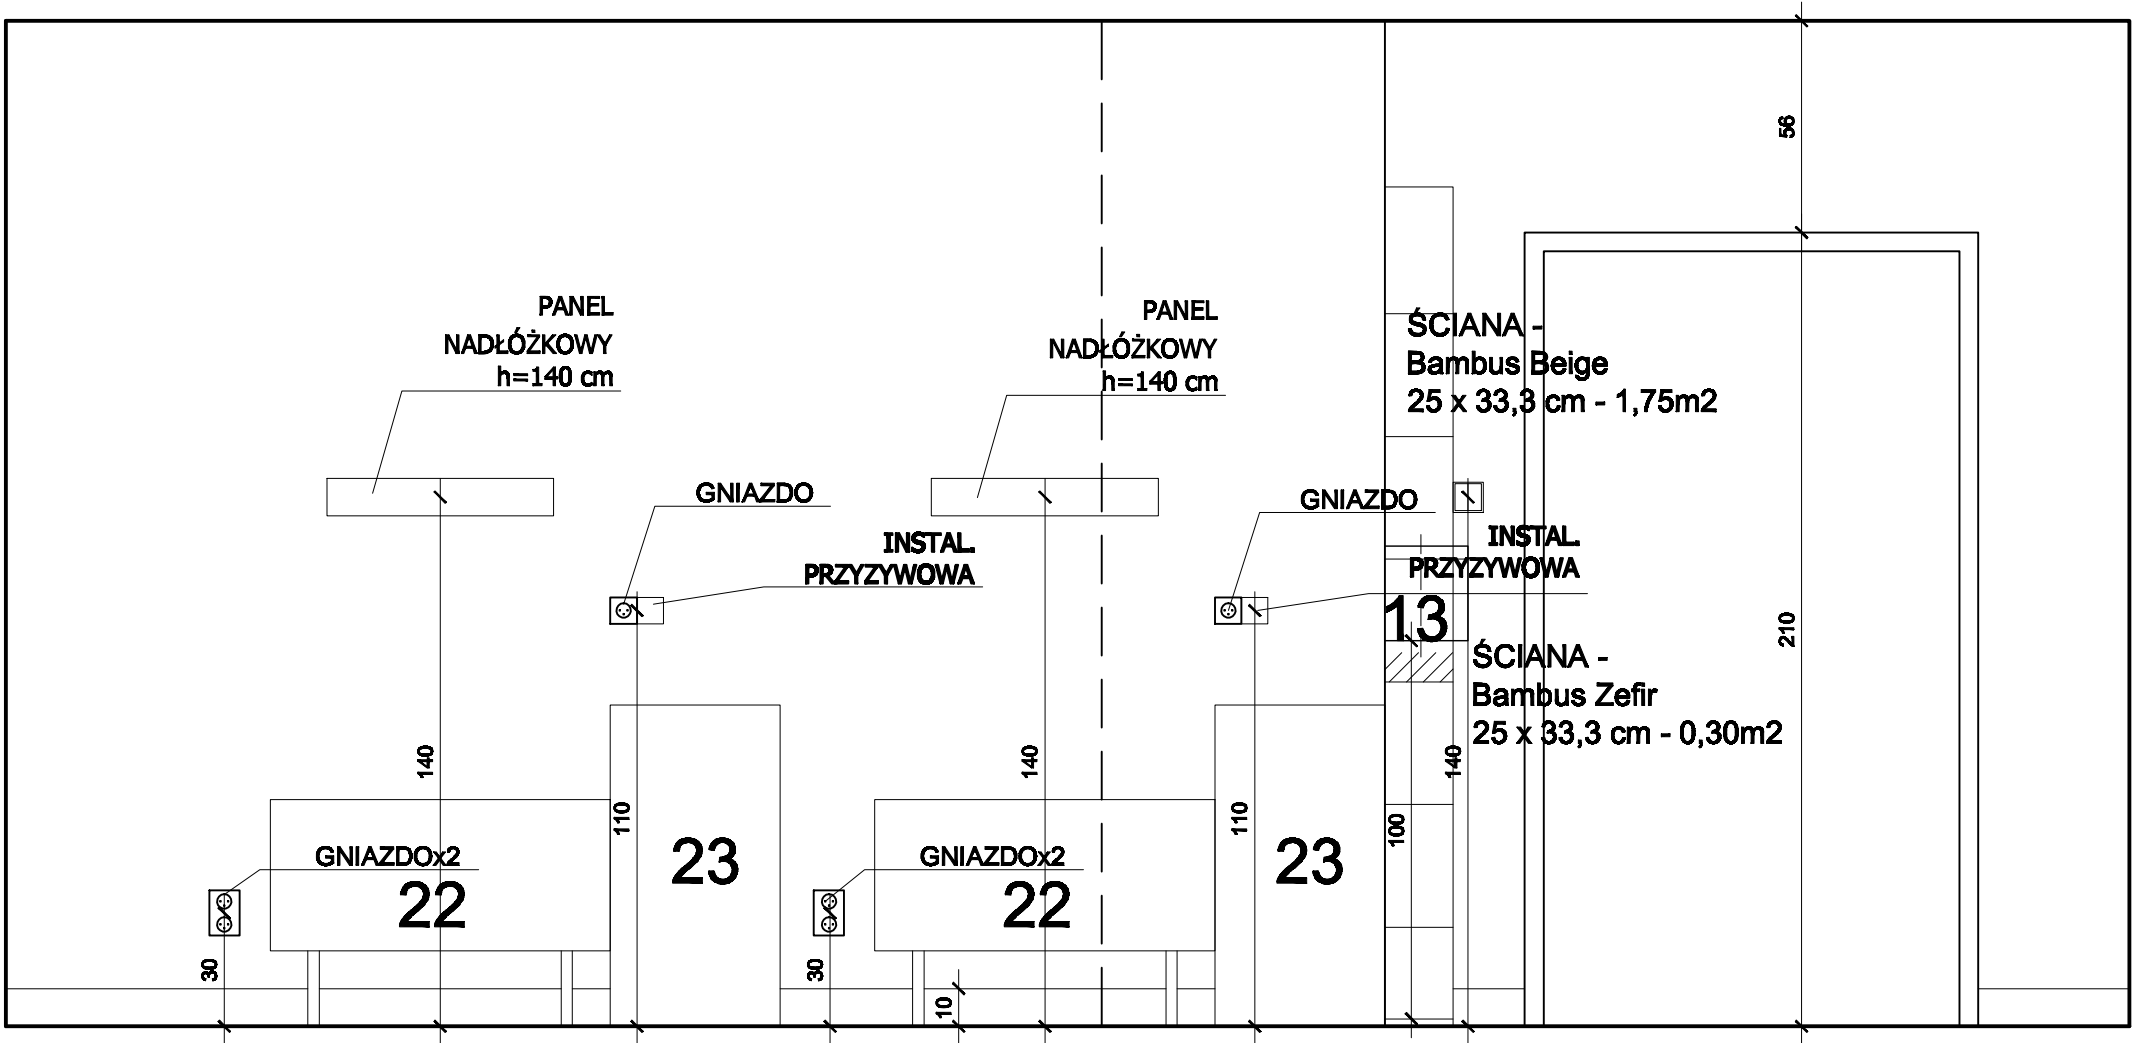 56
PANEL
NADŁÓŻKOWY
h=140 cm
PANEL
NADŁÓŻKOWY
h=140 cm
ŚCIANA -
Bambus Beige
25 x 33,3 cm - 1,75m2
GNIAZDO
INSTAL.
PRZYZYWOWA
GNIAZDO
INSTAL.
PRZYZYWOWA
13
210
ŚCIANA -
Bambus Zefir
25 x 33,3 cm - 0,30m2
140
110
140
110
100
140
GNIAZDOx2
22
23
GNIAZDOx2
22
23
30
30
10